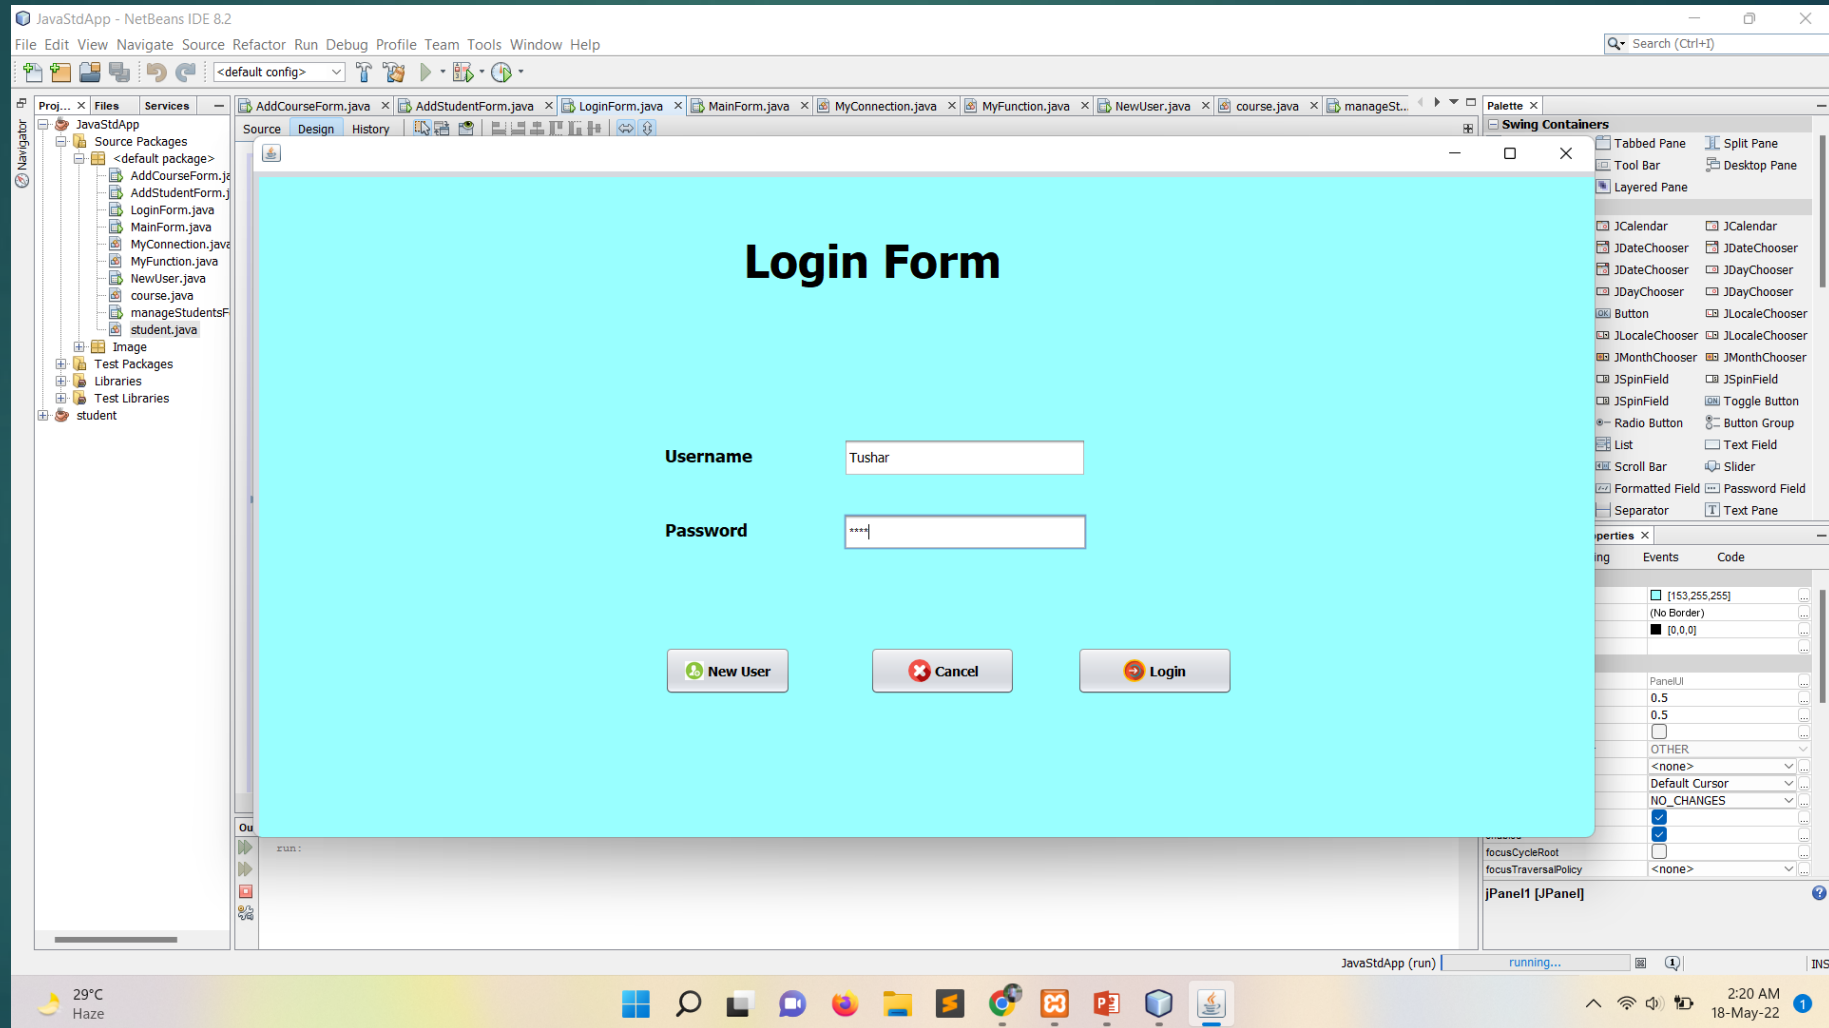 JavaStdApp - NetBeans IDE 8.2
File Edit View Navigate Source Refactor Run Debug Profile Team Tools Window Help
Search (Ctrl+I)
<default config>
Proj... Files Services
AddCourseForm.java AddStudentForm.java LoginForm.java MainForm.java MyConnection.java MyFunction.java NewUser.java course.java manageSt...
Palette
Source Design History
Navigator
JavaStdApp
Source Packages
<default package>
AddCourseForm.ja
AddStudentForm.j
LoginForm.java
MainForm.java
MyConnection.java
MyFunction.java
NewUser.java
course.java
manageStudentsF
student.java
Image
Test Packages
Libraries
Test Libraries
student
Login Form
Username Tushar
Password ****
New User Cancel Login
Swing Containers
Tabbed Pane Split Pane
Tool Bar Desktop Pane
Layered Pane
JCalendar JCalendar
JDateChooser JDateChooser
JDateChooser JDayChooser
JDayChooser JDayChooser
Button JLocaleChooser
JLocaleChooser JLocaleChooser
JMonthChooser JMonthChooser
JSpinField JSpinField
JSpinField Toggle Button
Radio Button Button Group
List Text Field
Scroll Bar Slider
Formatted Field Password Field
Separator Text Pane
perties
ing Events Code
[153,255,255]
(No Border)
[0,0,0]
PanelUI
0.5
0.5
OTHER
<none>
Default Cursor
NO_CHANGES
focusCycleRoot
focusTraversalPolicy <none>
jPanel1 [JPanel]
Ou
run:
JavaStdApp (run) running... 1 INS
29°C
Haze
2:20 AM
18-May-22
1